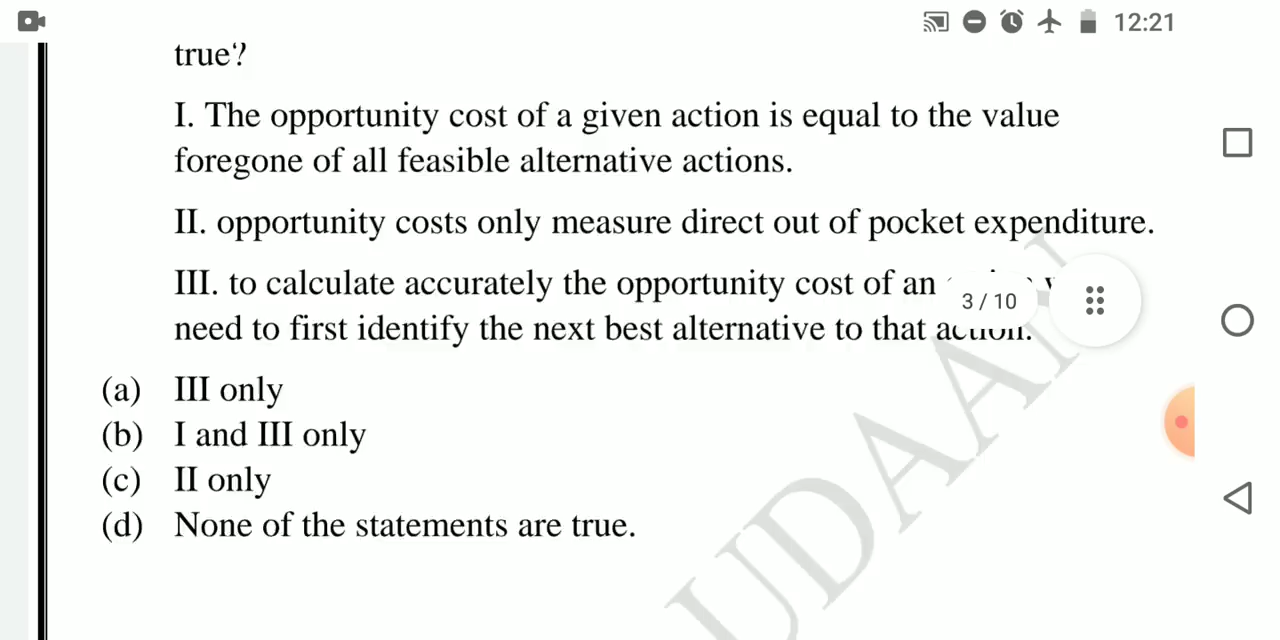 12:21
true?
I. The opportunity cost of a given action is equal to the value
foregone of all feasible alternative actions.
II. opportunity costs only measure direct out of pocket expenditure.
III. to calculate accurately the opportunity cost of an
3 / 10
need to first identify the next best alternative to that action.
(a) III only
(b) I and III only
(c) II only
(d) None of the statements are true.
UDAAN